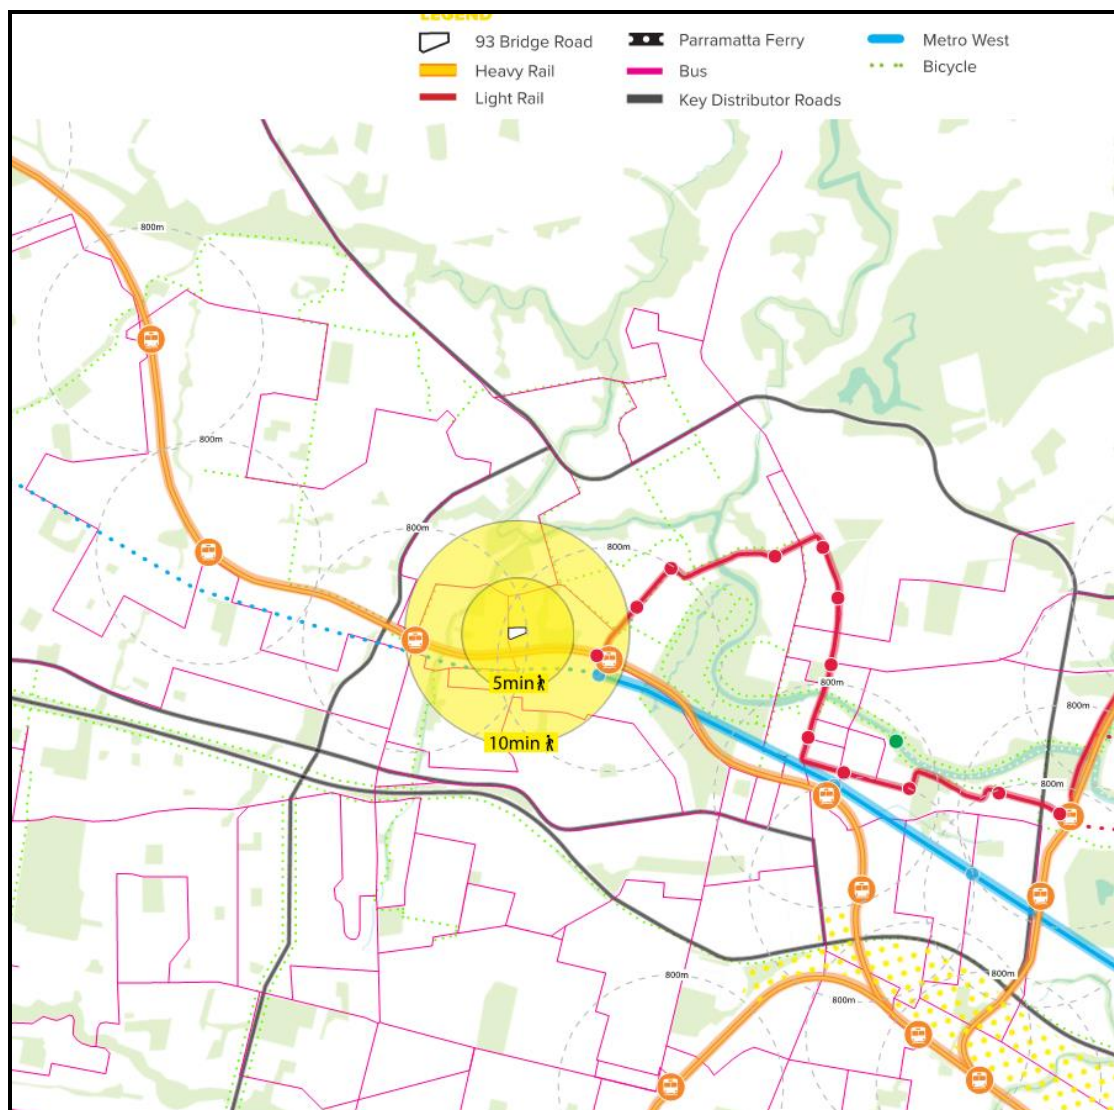 LEGEND
93 Bridge Road
Heavy Rail
Light Rail
Parramatta Ferry
Bus
Key Distributor Roads
Metro West
Bicycle
800m
800m
800m
800m
5min
10min
800m
800m
800m
800m
800m
800m